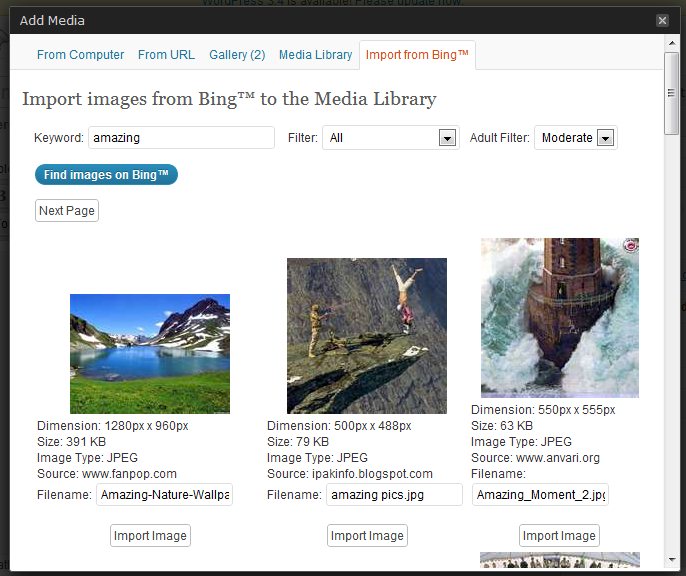 WordPress 3.4 is available! Please update now.
Add Media
From Computer From URL Gallery (2) Media Library Import from Bing™
Import images from Bing™ to the Media Library
Keyword: amazing Filter: All Adult Filter: Moderate
Find images on Bing™
Next Page
Dimension: 1280px x 960px
Size: 391 KB
Image Type: JPEG
Source: www.fanpop.com
Filename: Amazing-Nature-Wallpa
Import Image
Dimension: 500px x 488px
Size: 79 KB
Image Type: JPEG
Source: ipakinfo.blogspot.com
Filename: amazing pics.jpg
Import Image
Dimension: 550px x 555px
Size: 63 KB
Image Type: JPEG
Source: www.anvari.org
Filename:
Amazing_Moment_2.jpg
Import Image